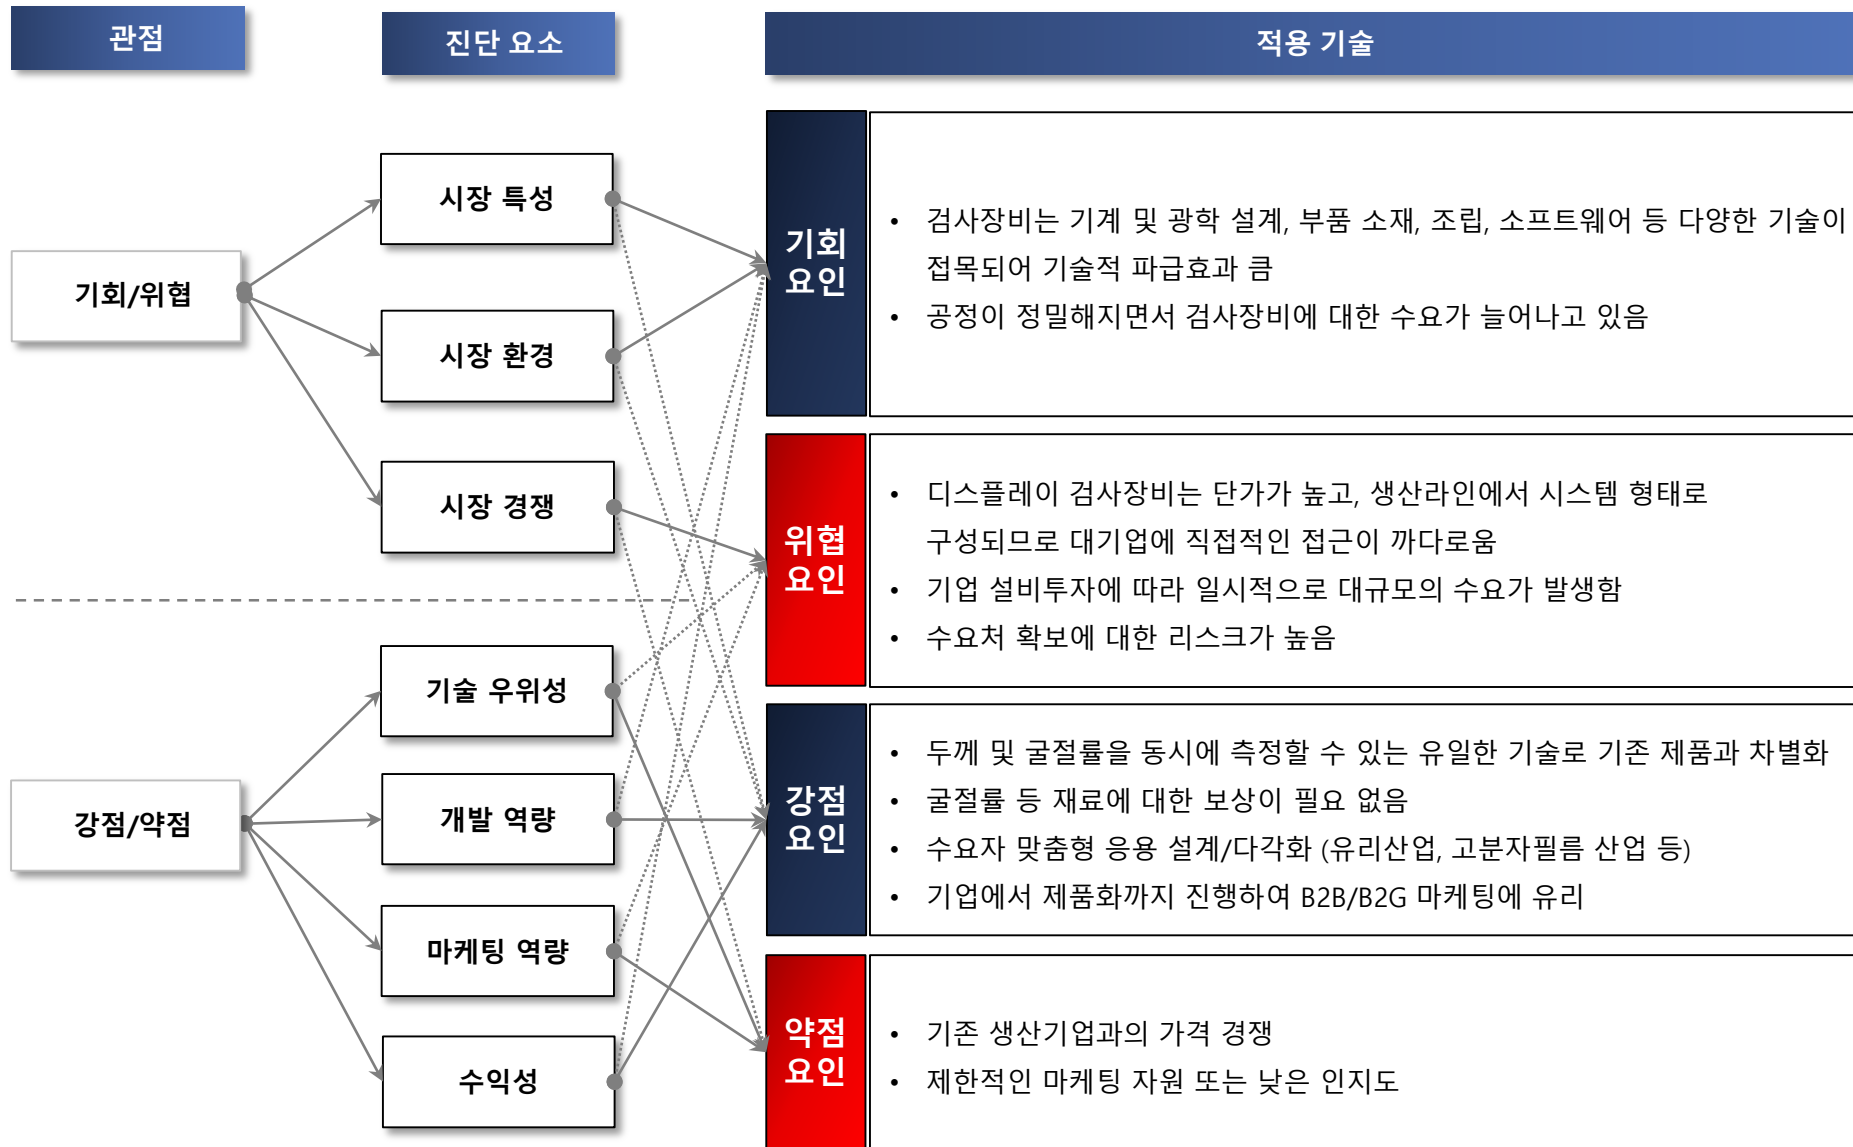 관점
진단 요소
적용 기술
기회/위협
시장 특성
시장 환경
시장 경쟁
강점/약점
기술 우위성
개발 역량
마케팅 역량
수익성
기회
요인
• 검사장비는 기계 및 광학 설계, 부품 소재, 조립, 소프트웨어 등 다양한 기술이
접목되어 기술적 파급효과 큼
• 공정이 정밀해지면서 검사장비에 대한 수요가 늘어나고 있음
위협
요인
• 디스플레이 검사장비는 단가가 높고, 생산라인에서 시스템 형태로
구성되므로 대기업에 직접적인 접근이 까다로움
• 기업 설비투자에 따라 일시적으로 대규모의 수요가 발생함
• 수요처 확보에 대한 리스크가 높음
강점
요인
• 두께 및 굴절률을 동시에 측정할 수 있는 유일한 기술로 기존 제품과 차별화
• 굴절률 등 재료에 대한 보상이 필요 없음
• 수요자 맞춤형 응용 설계/다각화 (유리산업, 고분자필름 산업 등)
• 기업에서 제품화까지 진행하여 B2B/B2G 마케팅에 유리
약점
요인
• 기존 생산기업과의 가격 경쟁
• 제한적인 마케팅 자원 또는 낮은 인지도